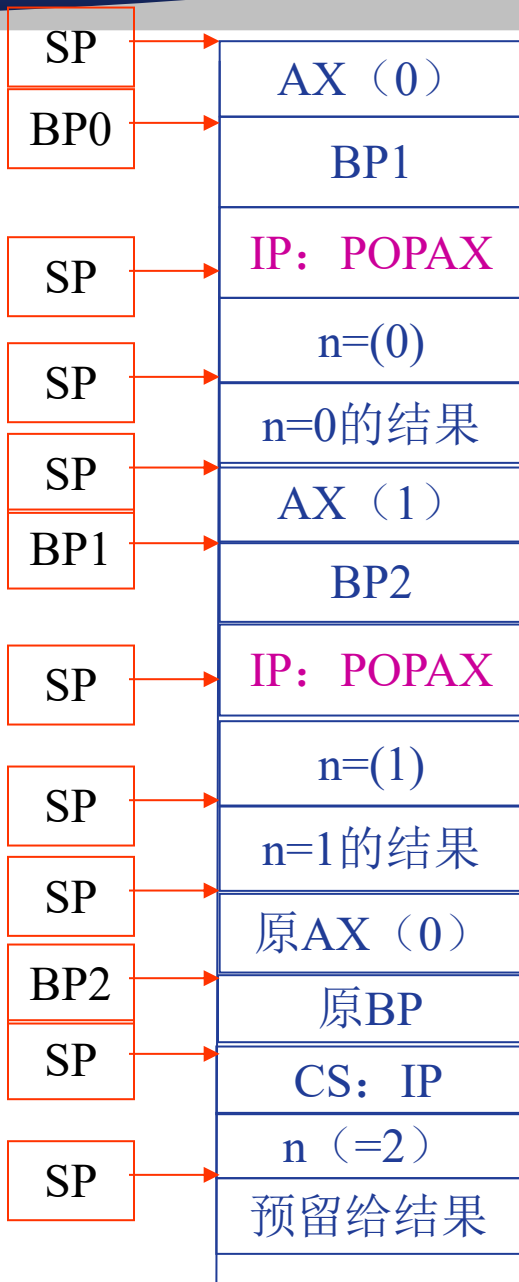 SP
AX（0）
BP0
BP1
IP：POPAX
SP
n=(0)
SP
n=0的结果
SP
AX（1）
BP1
BP2
IP：POPAX
SP
n=(1)
SP
n=1的结果
SP
原AX（0）
BP2
原BP
SP
CS：IP
n（=2）
SP
预留给结果